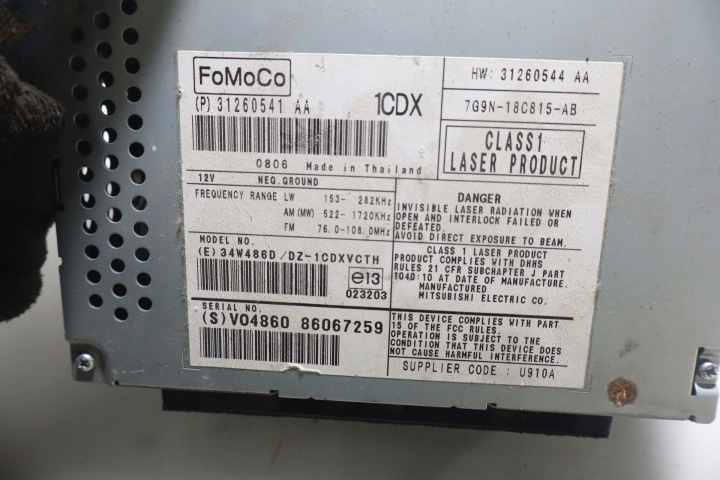 FoMoCo
(P) 31260541 AA
1CDX
0806 Made in Thailand
HW: 31260544 AA
7G9N-18C815-AB
CLASS1
LASER PRODUCT
12V NEG.GROUND
FREQUENCY RANGE LW 153- 282KHz
AM(MW) 522- 1720KHz
FM 76.0-108.0MHz
DANGER
INVISIBLE LASER RADIATION WHEN
OPEN AND INTERLOCK FAILED OR
DEFEATED.
AVOID DIRECT EXPOSURE TO BEAM.
MODEL NO.
(E) 34W486D/DZ-1CDXVCTH
e13
023203
CLASS 1 LASER PRODUCT
PRODUCT COMPLIES WITH DHHS
RULES 21 CFR SUBCHAPTER J PART
1040:10 AT DATE OF MANUFACTURE.
MANUFACTURED
MITSUBISHI ELECTRIC CO.
SERIAL NO.
(S) V04860 86067259
THIS DEVICE COMPLIES WITH PART
15 OF THE FCC RULES.
OPERATION IS SUBJECT TO THE
CONDITION THAT THIS DEVICE DOES
NOT CAUSE HARMFUL INTERFERENCE.
SUPPLIER CODE : U910A